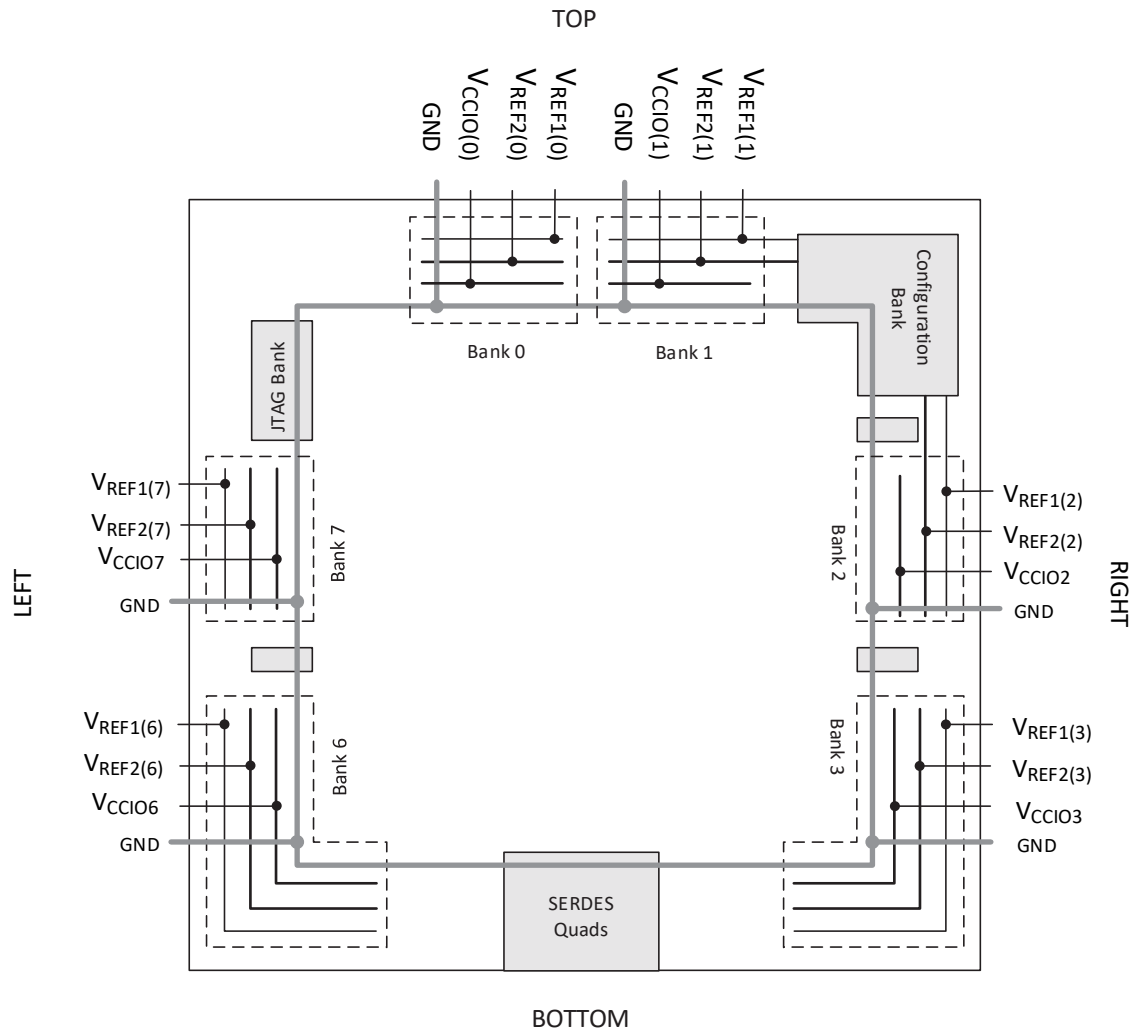 TOP
GND
VCCIO(0)
VREF2(0)
VREF1(0)
GND
VCCIO(1)
VREF2(1)
VREF1(1)
Configuration
Bank
Bank 0
Bank 1
JTAG Bank
VREF1(7)
VREF2(7)
VCCIO7
GND
Bank 7
Bank 2
VREF1(2)
VREF2(2)
VCCIO2
GND
LEFT
RIGHT
VREF1(6)
VREF2(6)
VCCIO6
GND
Bank 6
Bank 3
VREF1(3)
VREF2(3)
VCCIO3
GND
SERDES
Quads
BOTTOM